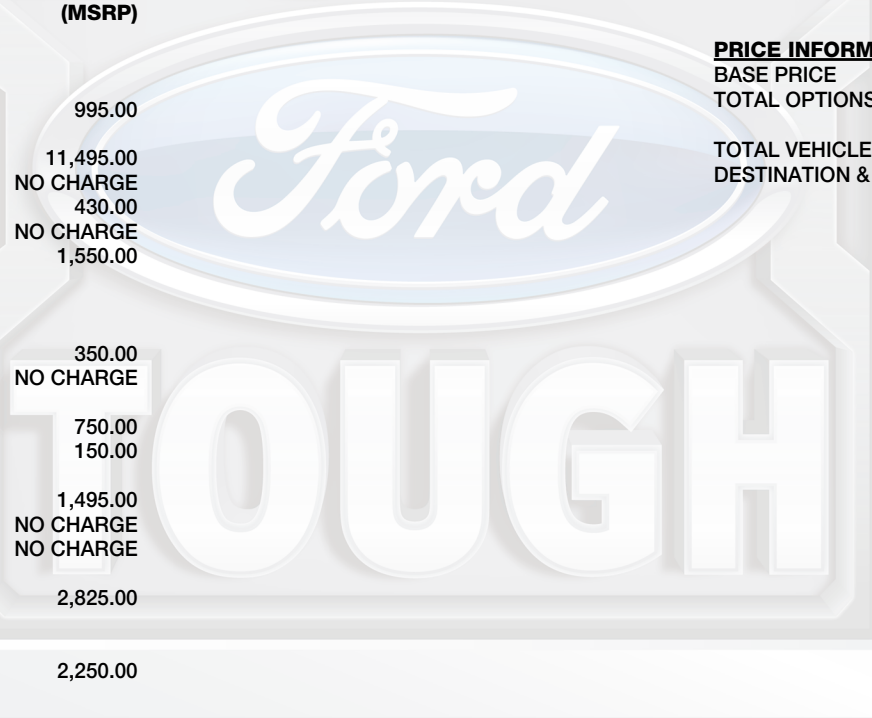 (MSRP)
995.00
11,495.00
NO CHARGE
430.00
NO CHARGE
1,550.00
350.00
NO CHARGE
750.00
150.00
1,495.00
NO CHARGE
NO CHARGE
2,825.00
2,250.00
PRICE INFORM
BASE PRICE
TOTAL OPTIONS
TOTAL VEHICLE
DESTINATION &
Ford
TOUGH